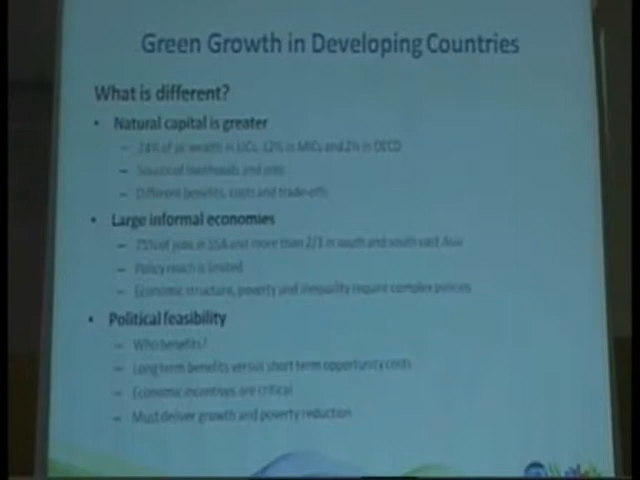 Green Growth in Developing Countries
What is different?
• Natural capital is greater
– 24% of pc wealth in LICs, 12% in MICs and 2% in OECD
– Source of livelihoods and jobs
– Different benefits, costs and trade-offs
• Large informal economies
– 75% of jobs in SSA and more than 2/3 in south and south east Asia
– Policy reach is limited
– Economic structure, poverty and inequality require complex policies
• Political feasibility
– Who benefits?
– Long term benefits versus short term opportunity costs
– Economic incentives are critical
– Must deliver growth and poverty reduction